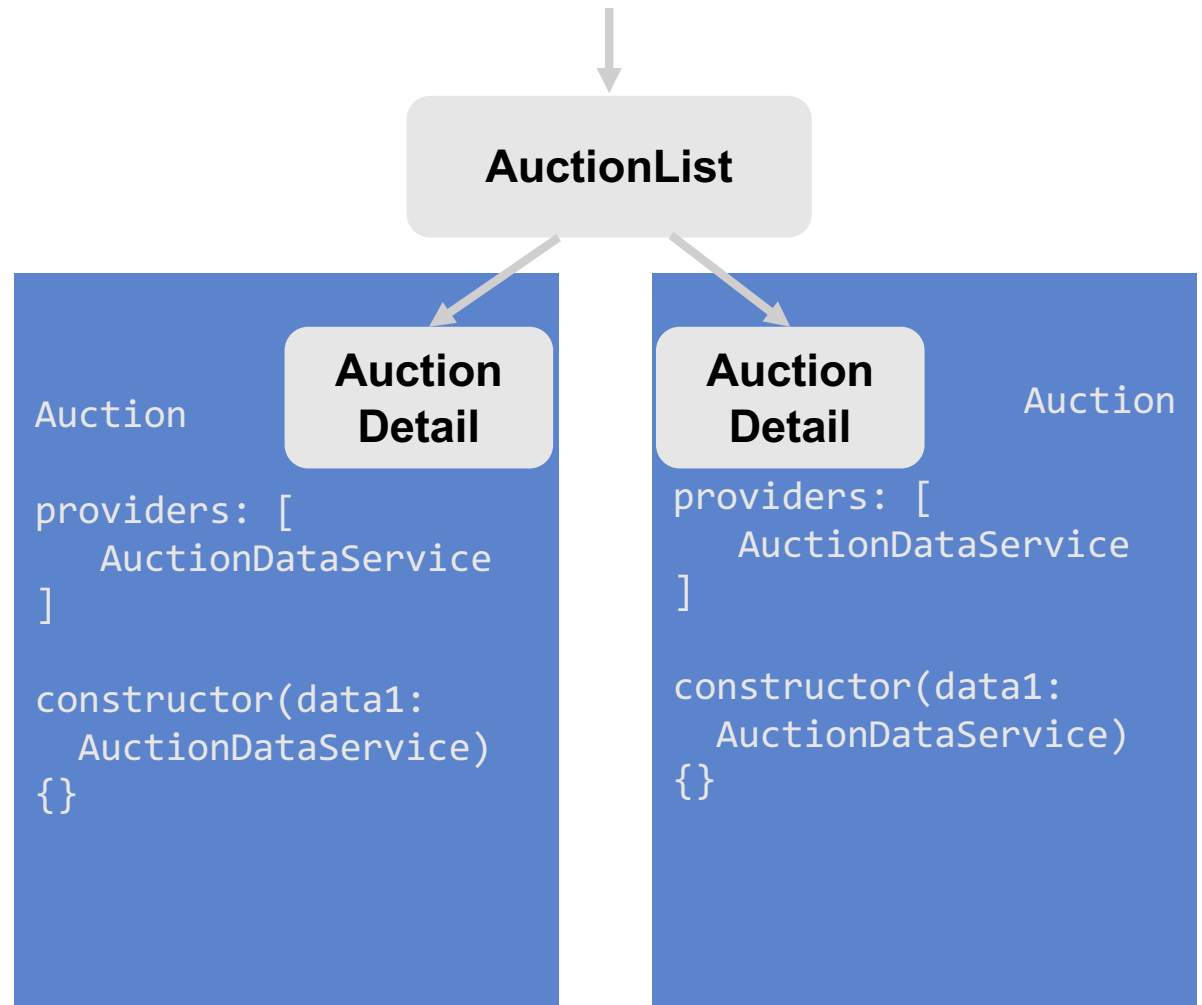 AuctionList
Auction
Detail
Auction
providers: [
   AuctionDataService
]
constructor(data1:
  AuctionDataService)
{}
Auction
Detail
Auction
providers: [
   AuctionDataService
]
constructor(data1:
  AuctionDataService)
{}